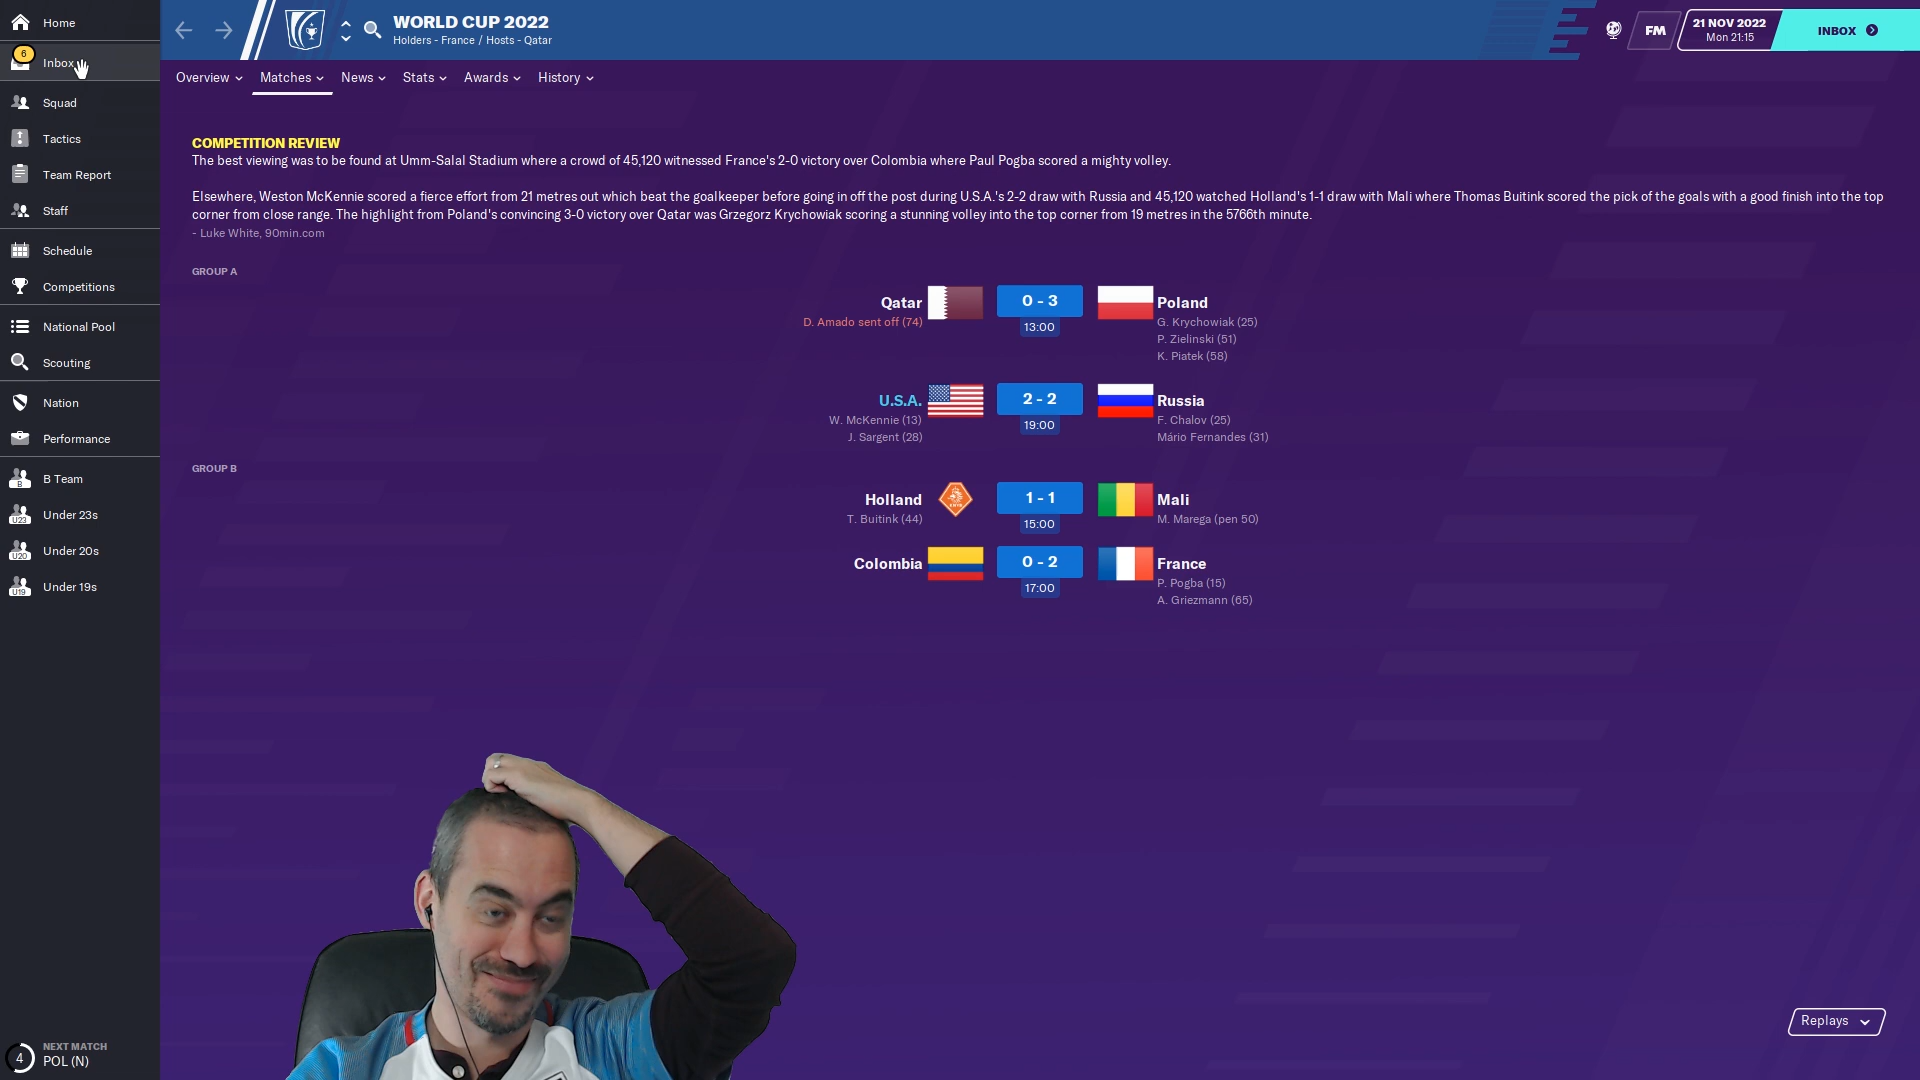 Home
6
Inbox
Squad
Tactics
Team Report
Staff
Schedule
Competitions
National Pool
Scouting
Nation
Performance
B
B Team
U23
Under 23s
U20
Under 20s
U19
Under 19s
4
NEXT MATCH
POL (N)
WORLD CUP 2022
Holders - France / Hosts - Qatar
FM
21 NOV 2022
Mon 21:15
INBOX
Overview
Matches
News
Stats
Awards
History
COMPETITION REVIEW
The best viewing was to be found at Umm-Salal Stadium where a crowd of 45,120 witnessed France's 2-0 victory over Colombia where Paul Pogba scored a mighty volley.
Elsewhere, Weston McKennie scored a fierce effort from 21 metres out which beat the goalkeeper before going in off the post during U.S.A.'s 2-2 draw with Russia and 45,120 watched Holland's 1-1 draw with Mali where Thomas Buitink scored the pick of the goals with a good finish into the top
corner from close range. The highlight from Poland's convincing 3-0 victory over Qatar was Grzegorz Krychowiak scoring a stunning volley into the top corner from 19 metres in the 5766th minute.
- Luke White, 90min.com
GROUP A
Qatar 0 - 3 Poland
D. Amado sent off (74) 13:00 G. Krychowiak (25)
P. Zielinski (51)
K. Piatek (58)
U.S.A. 2 - 2 Russia
W. McKennie (13) 19:00 F. Chalov (25)
J. Sargent (28) Mário Fernandes (31)
GROUP B
Holland 1 - 1 Mali
T. Buitink (44) 15:00 M. Marega (pen 50)
Colombia 0 - 2 France
17:00 P. Pogba (15)
A. Griezmann (65)
Replays